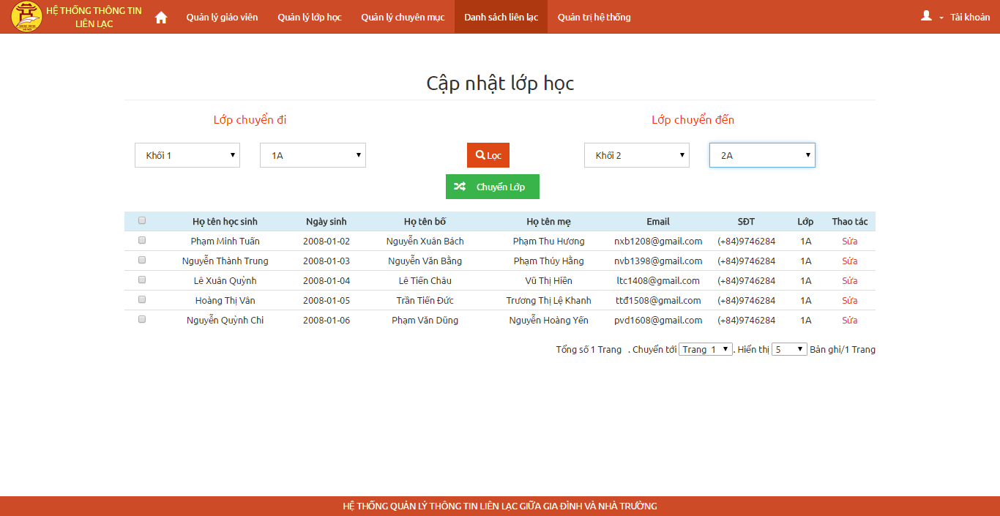 HỆ THỐNG THÔNG TIN
LIÊN LẠC
Quản lý giáo viên Quản lý lớp học Quản lý chuyên mục Danh sách liên lạc Quản trị hệ thống Tài khoản
Cập nhật lớp học
Lớp chuyển đi Lớp chuyển đến
Khối 1 1A Lọc Khối 2 2A
Chuyển Lớp
Họ tên học sinh Ngày sinh Họ tên bố Họ tên mẹ Email SĐT Lớp Thao tác
Phạm Minh Tuấn 2008-01-02 Nguyễn Xuân Bách Phạm Thu Hương nxb1208@gmail.com (+84)9746284 1A Sửa
Nguyễn Thành Trung 2008-01-03 Nguyễn Văn Bằng Phạm Thúy Hằng nvb1398@gmail.com (+84)9746284 1A Sửa
Lê Xuân Quỳnh 2008-01-04 Lê Tiến Châu Vũ Thị Hiên ltc1408@gmail.com (+84)9746284 1A Sửa
Hoàng Thị Vân 2008-01-05 Trần Tiến Đức Trương Thị Lệ Khanh ttđ1508@gmail.com (+84)9746284 1A Sửa
Nguyễn Quỳnh Chi 2008-01-06 Phạm Văn Dũng Nguyễn Hoàng Yến pvd1608@gmail.com (+84)9746284 1A Sửa
Tổng số 1 Trang . Chuyển tới Trang 1 . Hiển thị 5 Bản ghi/1 Trang
HỆ THỐNG QUẢN LÝ THÔNG TIN LIÊN LẠC GIỮA GIA ĐÌNH VÀ NHÀ TRƯỜNG